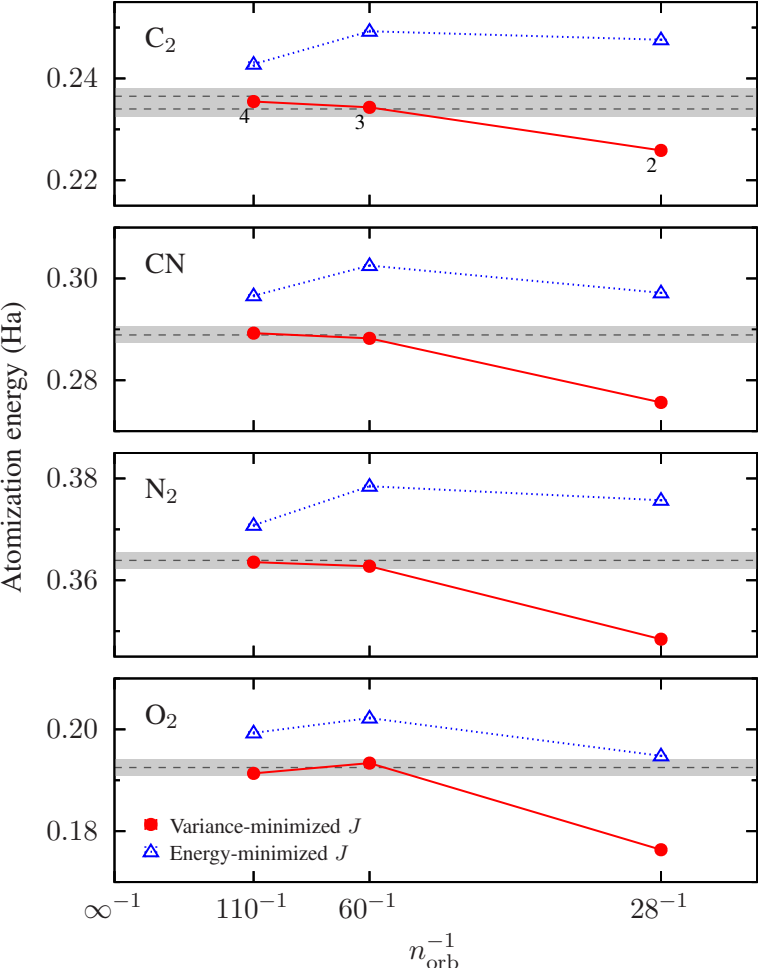 C₂
0.24
0.22
4
3
2
CN
0.30
0.28
Atomization energy (Ha)
N₂
0.38
0.36
O₂
0.20
0.18
Variance-minimized J
Energy-minimized J
∞⁻¹ 110⁻¹ 60⁻¹ 28⁻¹
n⁻¹orb